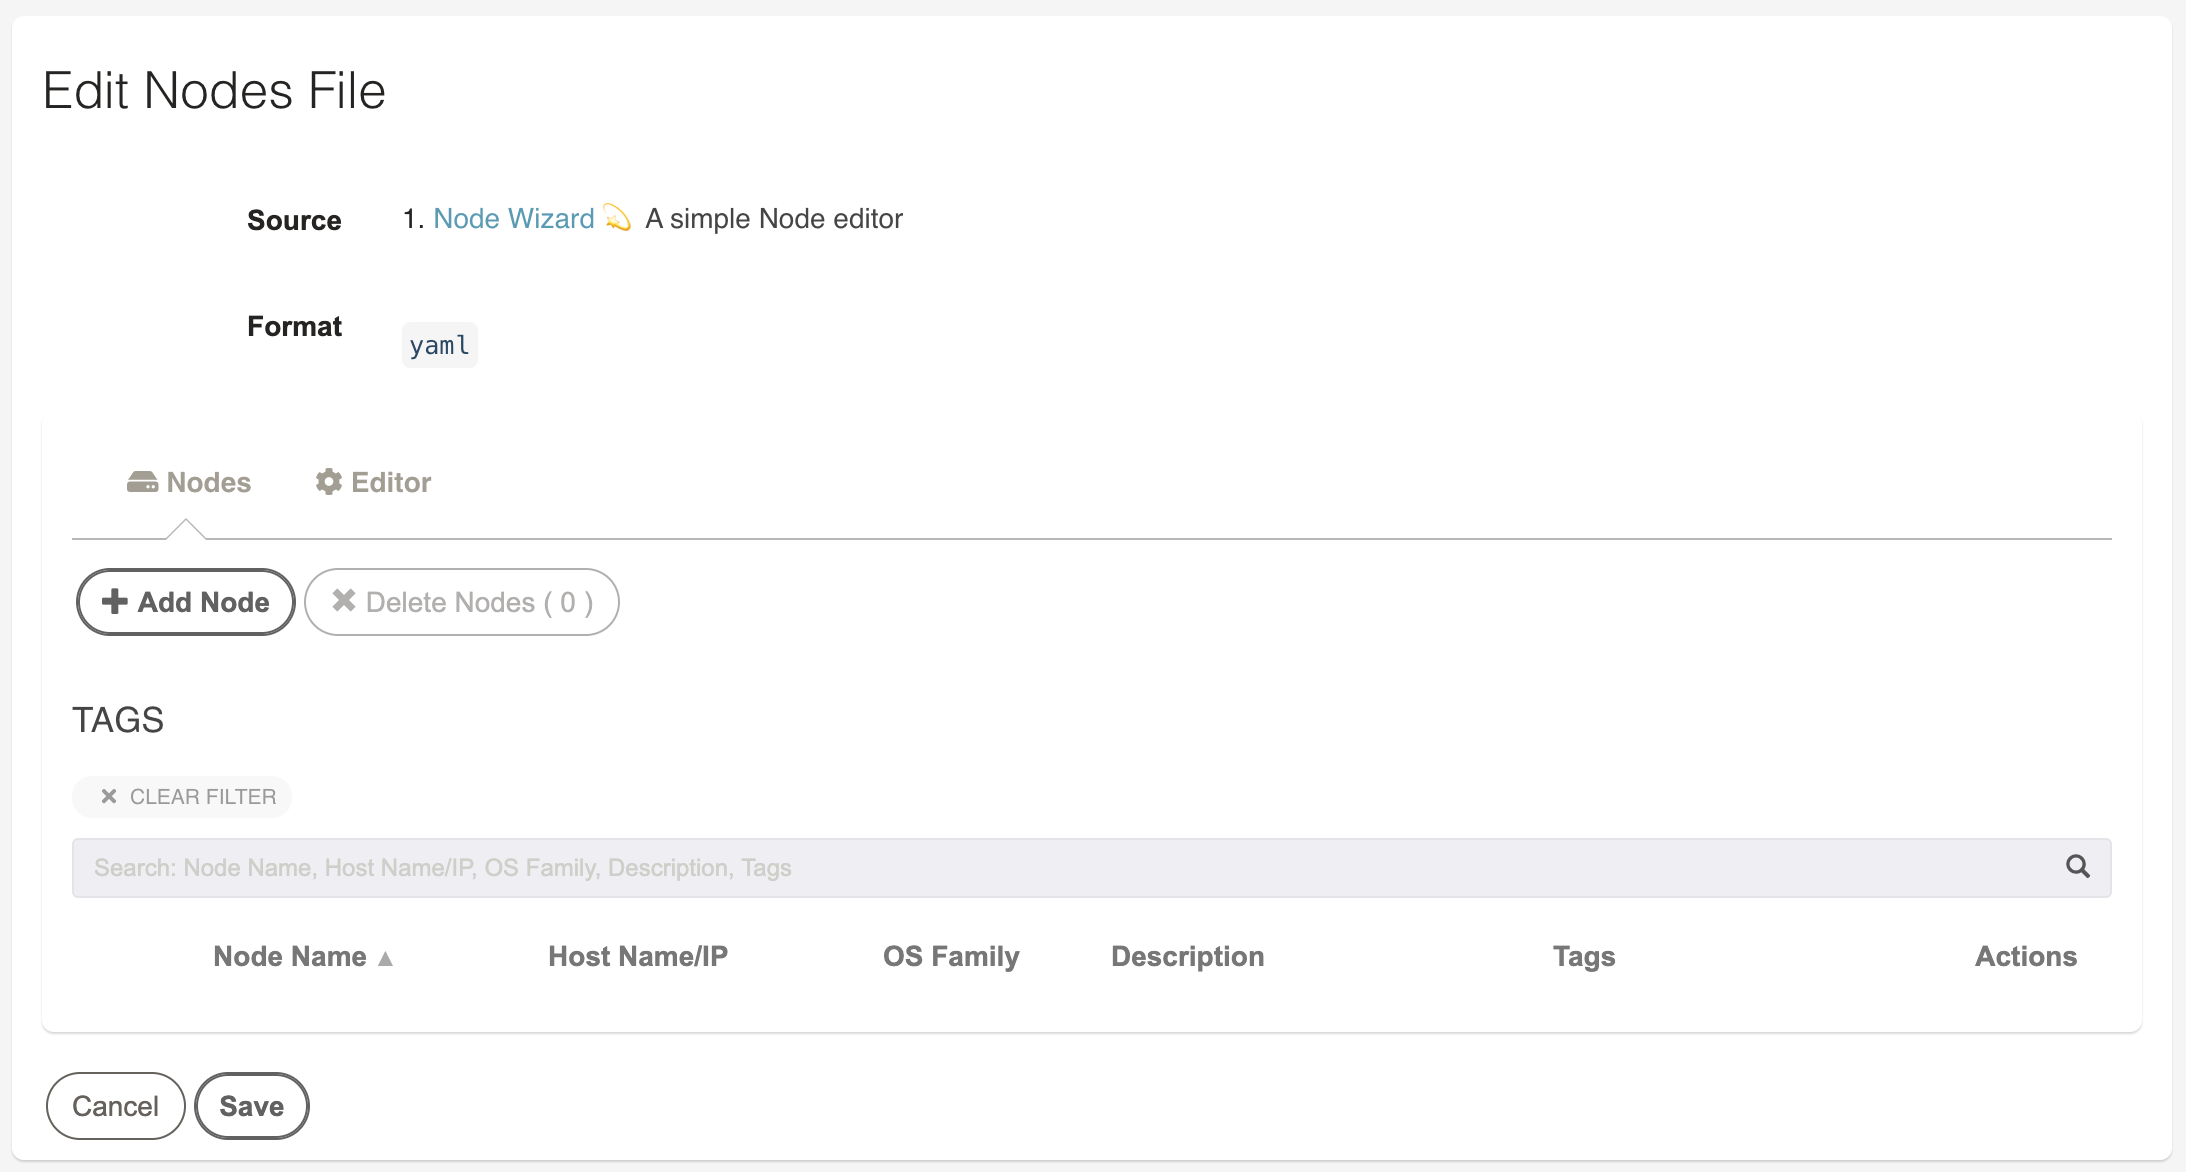 Edit Nodes File
Source 1. Node Wizard 💫 A simple Node editor
Format yaml
Nodes Editor
Add Node Delete Nodes ( 0 )
TAGS
CLEAR FILTER
Search: Node Name, Host Name/IP, OS Family, Description, Tags
Node Name ▲ Host Name/IP OS Family Description Tags Actions
Cancel Save